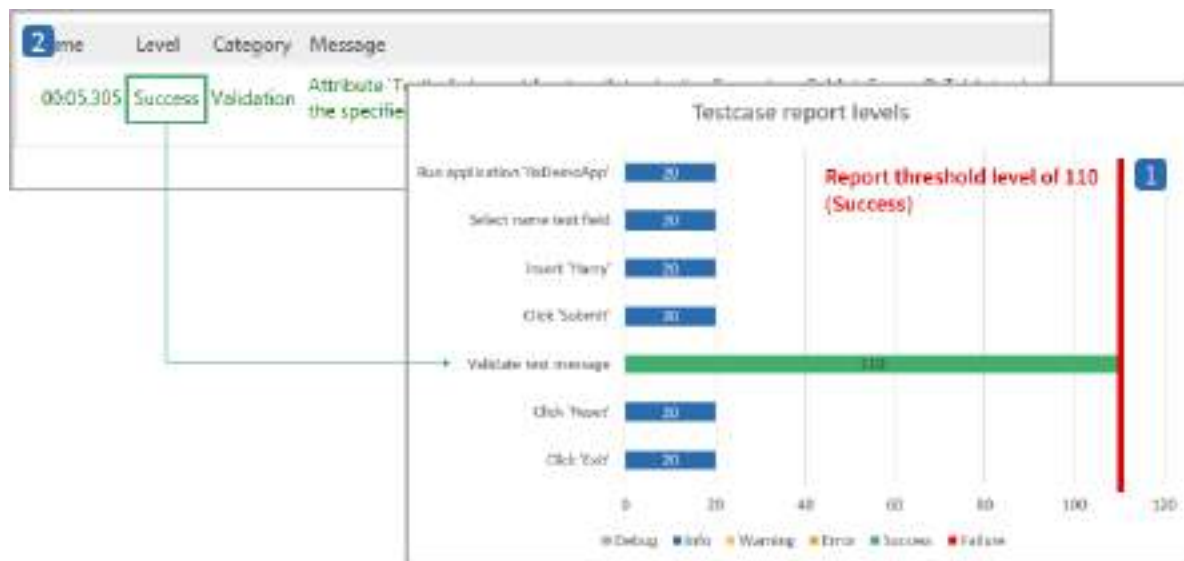 2 me Level Category Message
00:05.305 Success Validation Attribute
the specifie
Testcase report levels
Run application
20
Report threshold level of 110
(Success)
1
Select name text field
20
Insert 'Harry'
20
Click 'Submit'
20
Validate text message
110
Click 'Reset'
20
Click 'Exit'
20
0 20 40 60 80 100 120
Debug Info Warning Error Success Failure